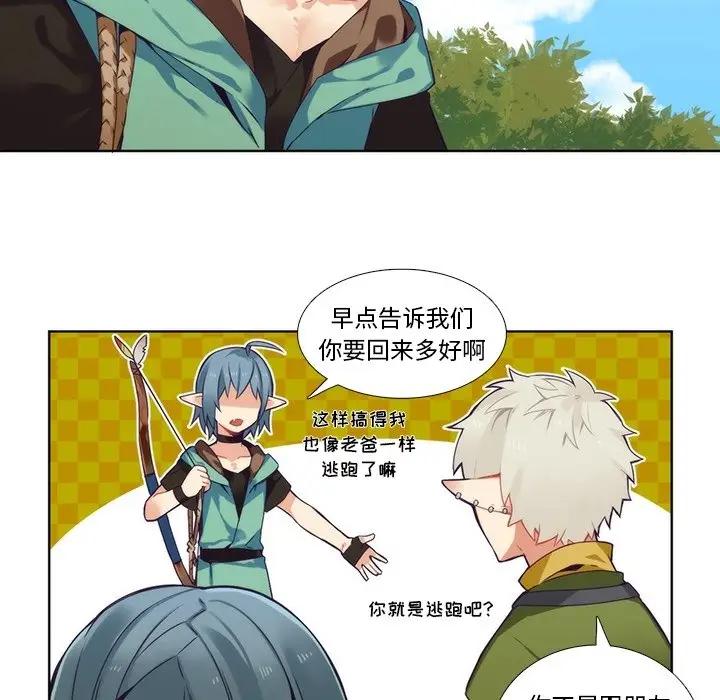 早点告诉我们
你要回来多好啊
这样搞得我
也像老爸一样
逃跑了嘛
你就是逃跑吧?